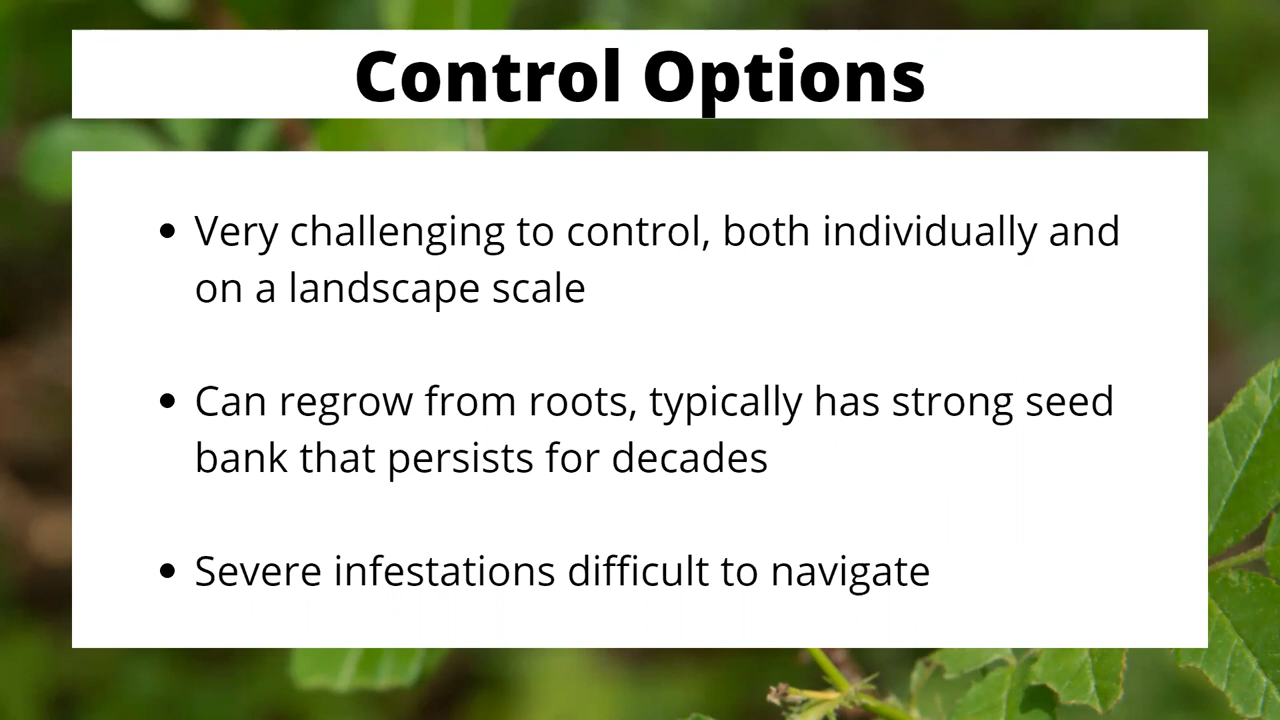 Control Options
• Very challenging to control, both individually and
on a landscape scale
• Can regrow from roots, typically has strong seed
bank that persists for decades
• Severe infestations difficult to navigate